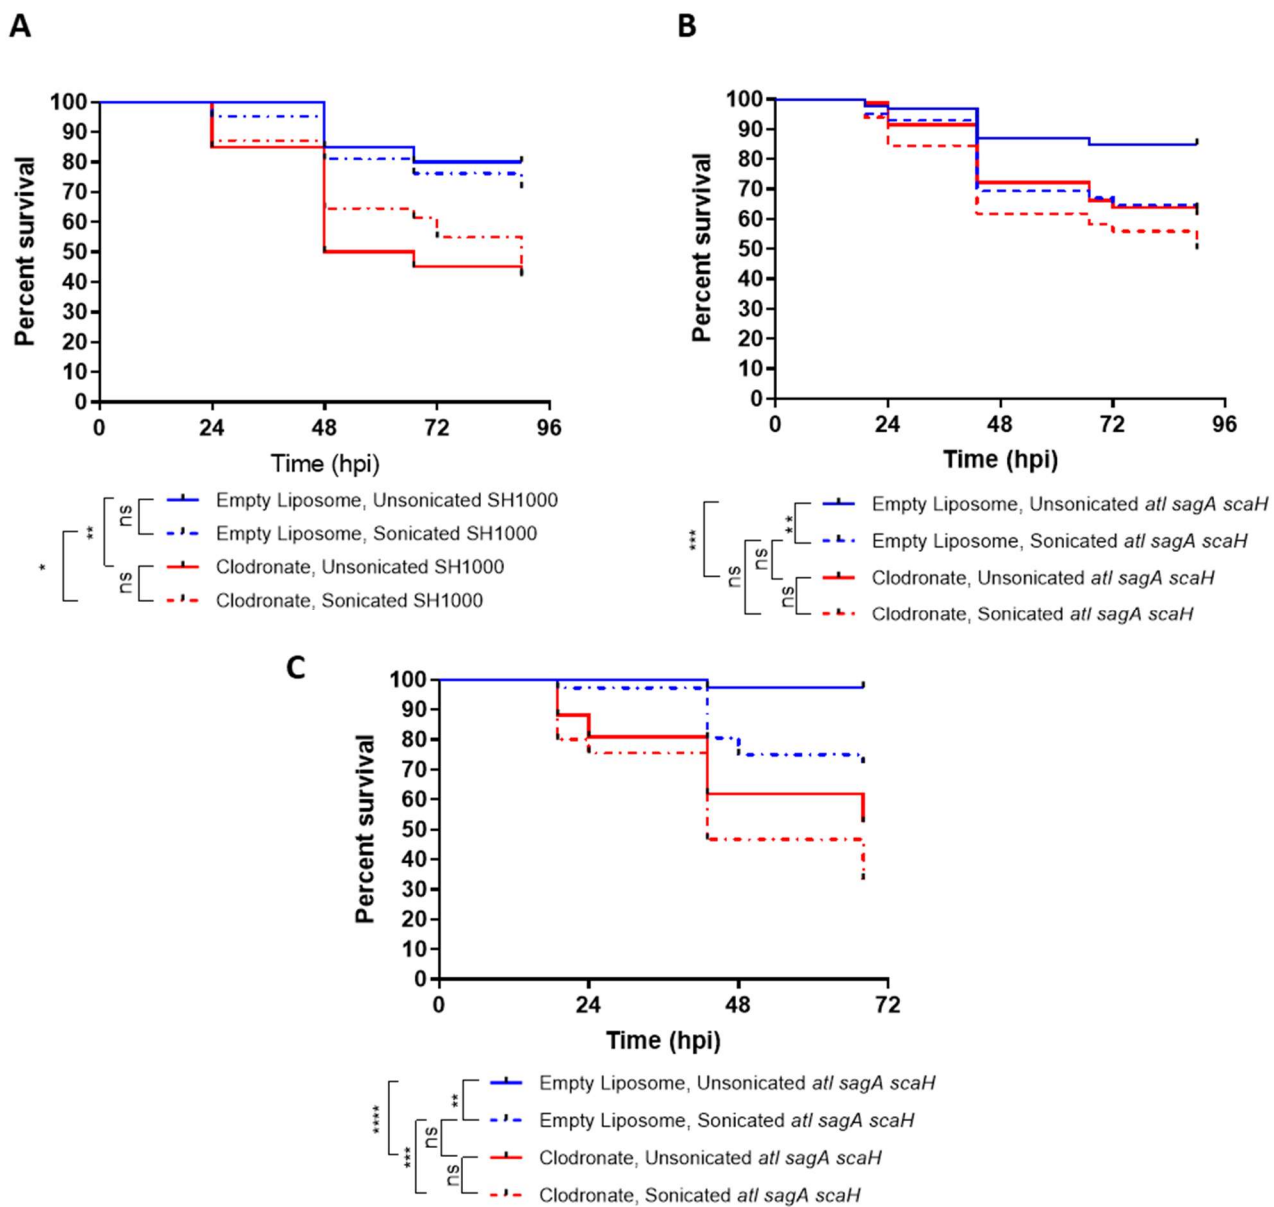 A
B
100
90
80
70
60
50
40
30
20
10
0
Percent survival
0 24 48 72 96
Time (hpi)
ns
**
ns
*
Empty Liposome, Unsonicated SH1000
Empty Liposome, Sonicated SH1000
Clodronate, Unsonicated SH1000
Clodronate, Sonicated SH1000
100
90
80
70
60
50
40
30
20
10
0
Percent survival
0 24 48 72 96
Time (hpi)
***
**
ns
ns
ns
Empty Liposome, Unsonicated atl sagA scaH
Empty Liposome, Sonicated atl sagA scaH
Clodronate, Unsonicated atl sagA scaH
Clodronate, Sonicated atl sagA scaH
C
100
90
80
70
60
50
40
30
20
10
0
Percent survival
0 24 48 72
Time (hpi)
****
**
***
ns
ns
Empty Liposome, Unsonicated atl sagA scaH
Empty Liposome, Sonicated atl sagA scaH
Clodronate, Unsonicated atl sagA scaH
Clodronate, Sonicated atl sagA scaH